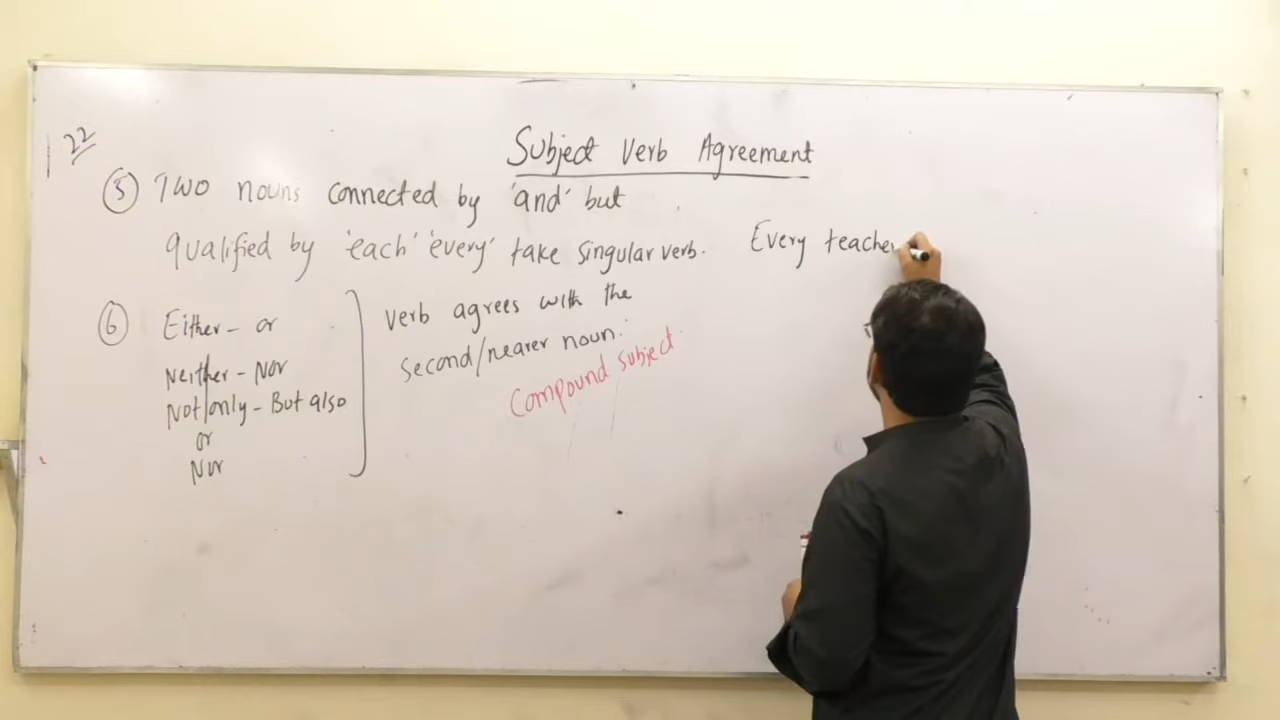 22
Subject Verb Agreement
⑤ Two nouns connected by 'and' but
qualified by 'each' 'every' take singular verb.
Every teacher
⑥ Either - or
Neither - Nor
Not only - But also
or
Nor
verb agrees with the
second/nearer noun.
Compound subject.